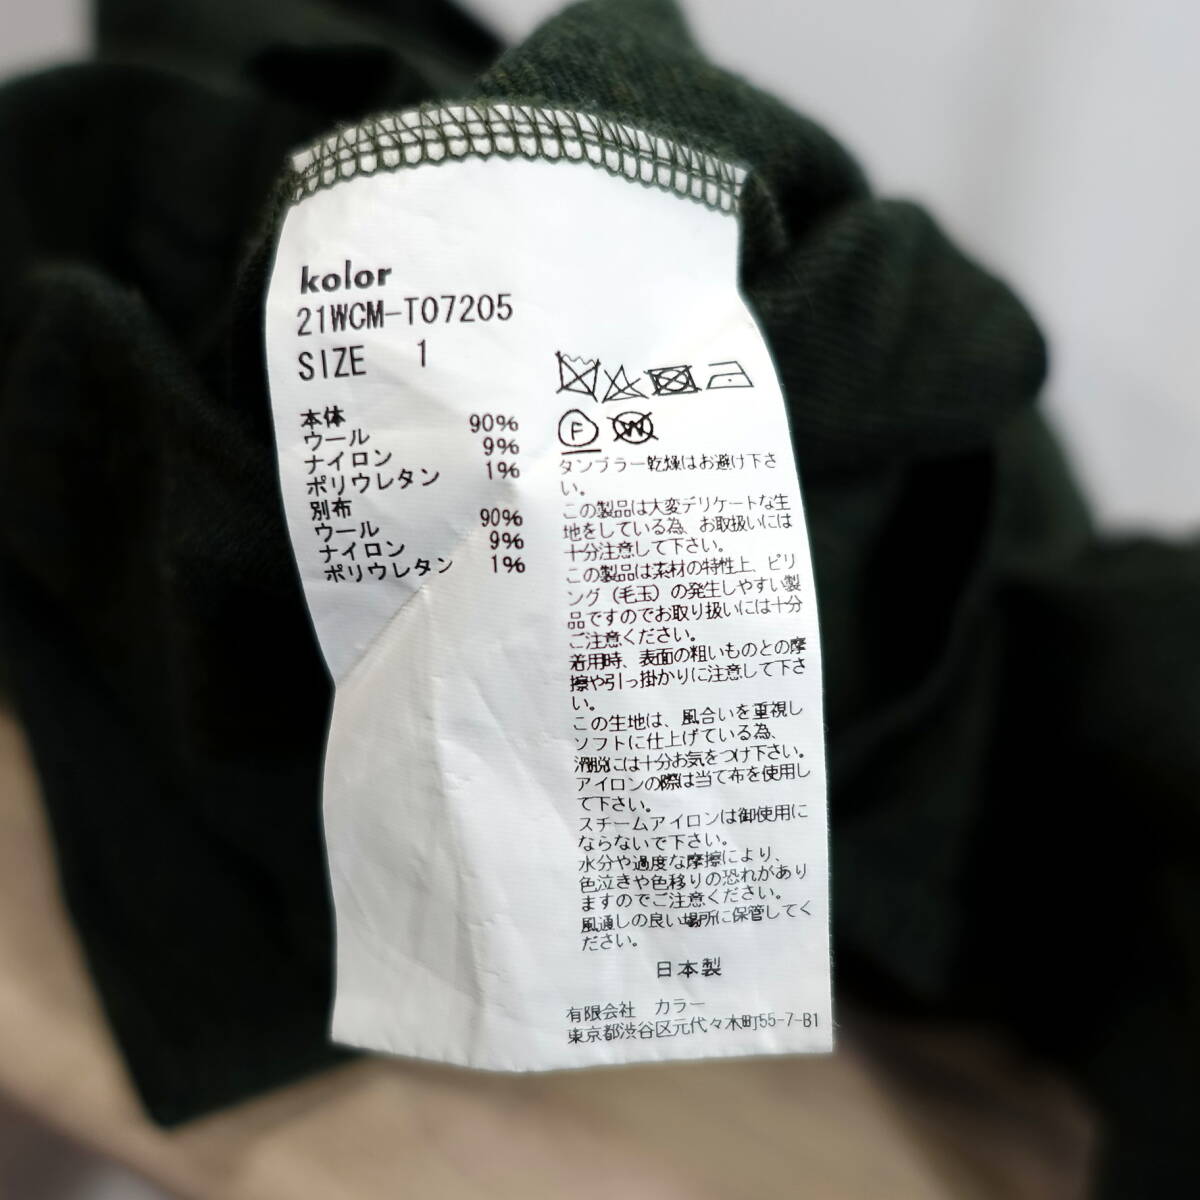 kolor
21WCM-T07205
SIZE 1
本体
ウール 90%
ナイロン 9%
ポリウレタン 1%
別布
ウール 90%
ナイロン 9%
ポリウレタン 1%
F
W
タンブラー乾燥はお避け下さ
い。
この製品は大変デリケートな生
地をしている為、お取扱いには
十分注意して下さい。
この製品は素材の特性上、ピリ
ング(毛玉)の発生しやすい製
品ですのでお取り扱いには十分
ご注意ください。
着用時、表面の粗いものとの摩
擦や引っ掛かりに注意して下さ
い。
この生地は、風合いを重視し
ソフトに仕上げている為、
着脱には十分お気をつけ下さい。
アイロンの際は当て布を使用し
て下さい。
スチームアイロンは御使用に
ならないで下さい。
水分や過度な摩擦により、
色泣きや色移りの恐れがあり
ますのでご注意ください。
風通しの良い場所に保管してく
ださい。
日本製
有限会社 カラー
東京都渋谷区元代々木町55-7-B1